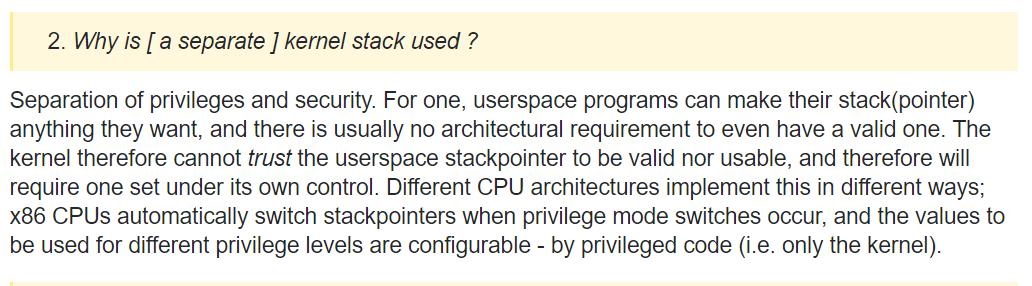 2. Why is [ a separate ] kernel stack used ?
Separation of privileges and security. For one, userspace programs can make their stack(pointer)
anything they want, and there is usually no architectural requirement to even have a valid one. The
kernel therefore cannot trust the userspace stackpointer to be valid nor usable, and therefore will
require one set under its own control. Different CPU architectures implement this in different ways;
x86 CPUs automatically switch stackpointers when privilege mode switches occur, and the values to
be used for different privilege levels are configurable - by privileged code (i.e. only the kernel).